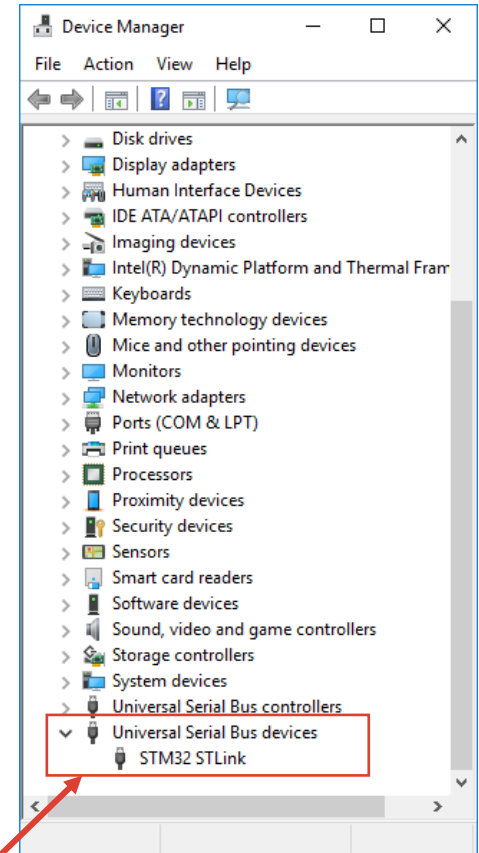 Device Manager
File Action View Help
Disk drives
Display adapters
Human Interface Devices
IDE ATA/ATAPI controllers
Imaging devices
Intel(R) Dynamic Platform and Thermal Fram
Keyboards
Memory technology devices
Mice and other pointing devices
Monitors
Network adapters
Ports (COM & LPT)
Print queues
Processors
Proximity devices
Security devices
Sensors
Smart card readers
Software devices
Sound, video and game controllers
Storage controllers
System devices
Universal Serial Bus controllers
Universal Serial Bus devices
STM32 STLink